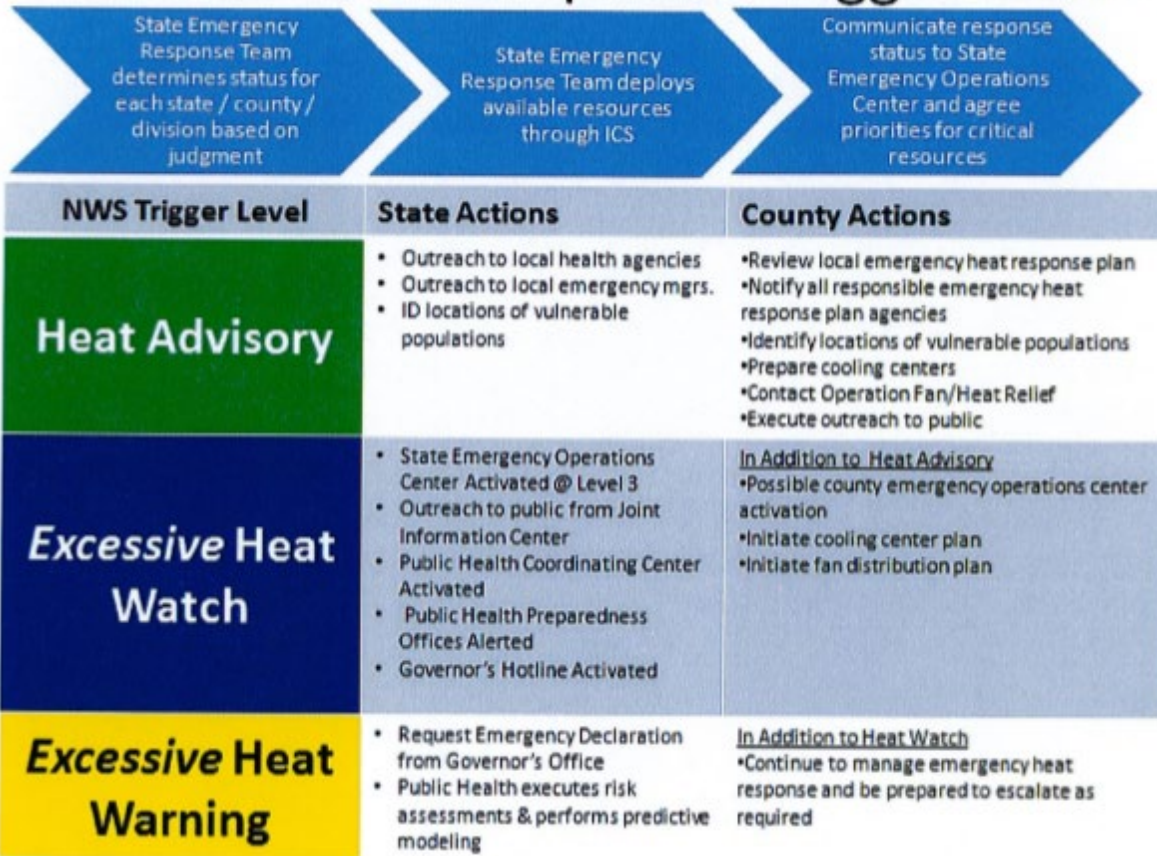 State Emergency
Response Team
determines status for
each state / county /
division based on
judgment
State Emergency
Response Team deploys
available resources
through ICS
Communicate response
status to State
Emergency Operations
Center and agree
priorities for critical
resources
NWS Trigger Level
State Actions
County Actions
Heat Advisory
• Outreach to local health agencies
• Outreach to local emergency mgrs.
• ID locations of vulnerable
populations
•Review local emergency heat response plan
•Notify all responsible emergency heat
response plan agencies
•Identify locations of vulnerable populations
•Prepare cooling centers
•Contact Operation Fan/Heat Relief
•Execute outreach to public
Excessive Heat
Watch
• State Emergency Operations
Center Activated @ Level 3
• Outreach to public from Joint
Information Center
• Public Health Coordinating Center
Activated
• Public Health Preparedness
Offices Alerted
• Governor's Hotline Activated
In Addition to Heat Advisory
•Possible county emergency operations center
activation
•Initiate cooling center plan
•Initiate fan distribution plan
Excessive Heat
Warning
• Request Emergency Declaration
from Governor's Office
• Public Health executes risk
assessments & performs predictive
modeling
In Addition to Heat Watch
•Continue to manage emergency heat
response and be prepared to escalate as
required